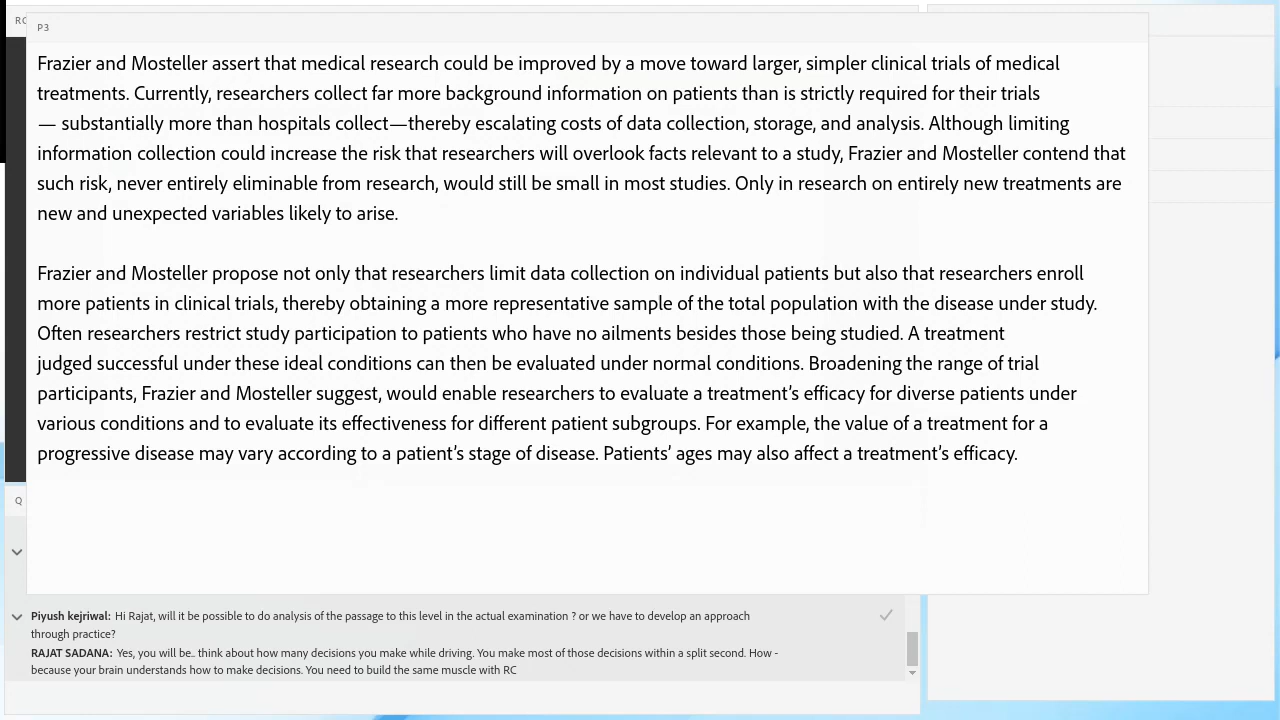 RC
P3
Frazier and Mosteller assert that medical research could be improved by a move toward larger, simpler clinical trials of medical
treatments. Currently, researchers collect far more background information on patients than is strictly required for their trials
— substantially more than hospitals collect—thereby escalating costs of data collection, storage, and analysis. Although limiting
information collection could increase the risk that researchers will overlook facts relevant to a study, Frazier and Mosteller contend that
such risk, never entirely eliminable from research, would still be small in most studies. Only in research on entirely new treatments are
new and unexpected variables likely to arise.
Frazier and Mosteller propose not only that researchers limit data collection on individual patients but also that researchers enroll
more patients in clinical trials, thereby obtaining a more representative sample of the total population with the disease under study.
Often researchers restrict study participation to patients who have no ailments besides those being studied. A treatment
judged successful under these ideal conditions can then be evaluated under normal conditions. Broadening the range of trial
participants, Frazier and Mosteller suggest, would enable researchers to evaluate a treatment’s efficacy for diverse patients under
various conditions and to evaluate its effectiveness for different patient subgroups. For example, the value of a treatment for a
progressive disease may vary according to a patient’s stage of disease. Patients’ ages may also affect a treatment’s efficacy.
Q
Piyush kejriwal: Hi Rajat, will it be possible to do analysis of the passage to this level in the actual examination ? or we have to develop an approach
through practice?
RAJAT SADANA: Yes, you will be.. think about how many decisions you make while driving. You make most of those decisions within a split second. How -
because your brain understands how to make decisions. You need to build the same muscle with RC